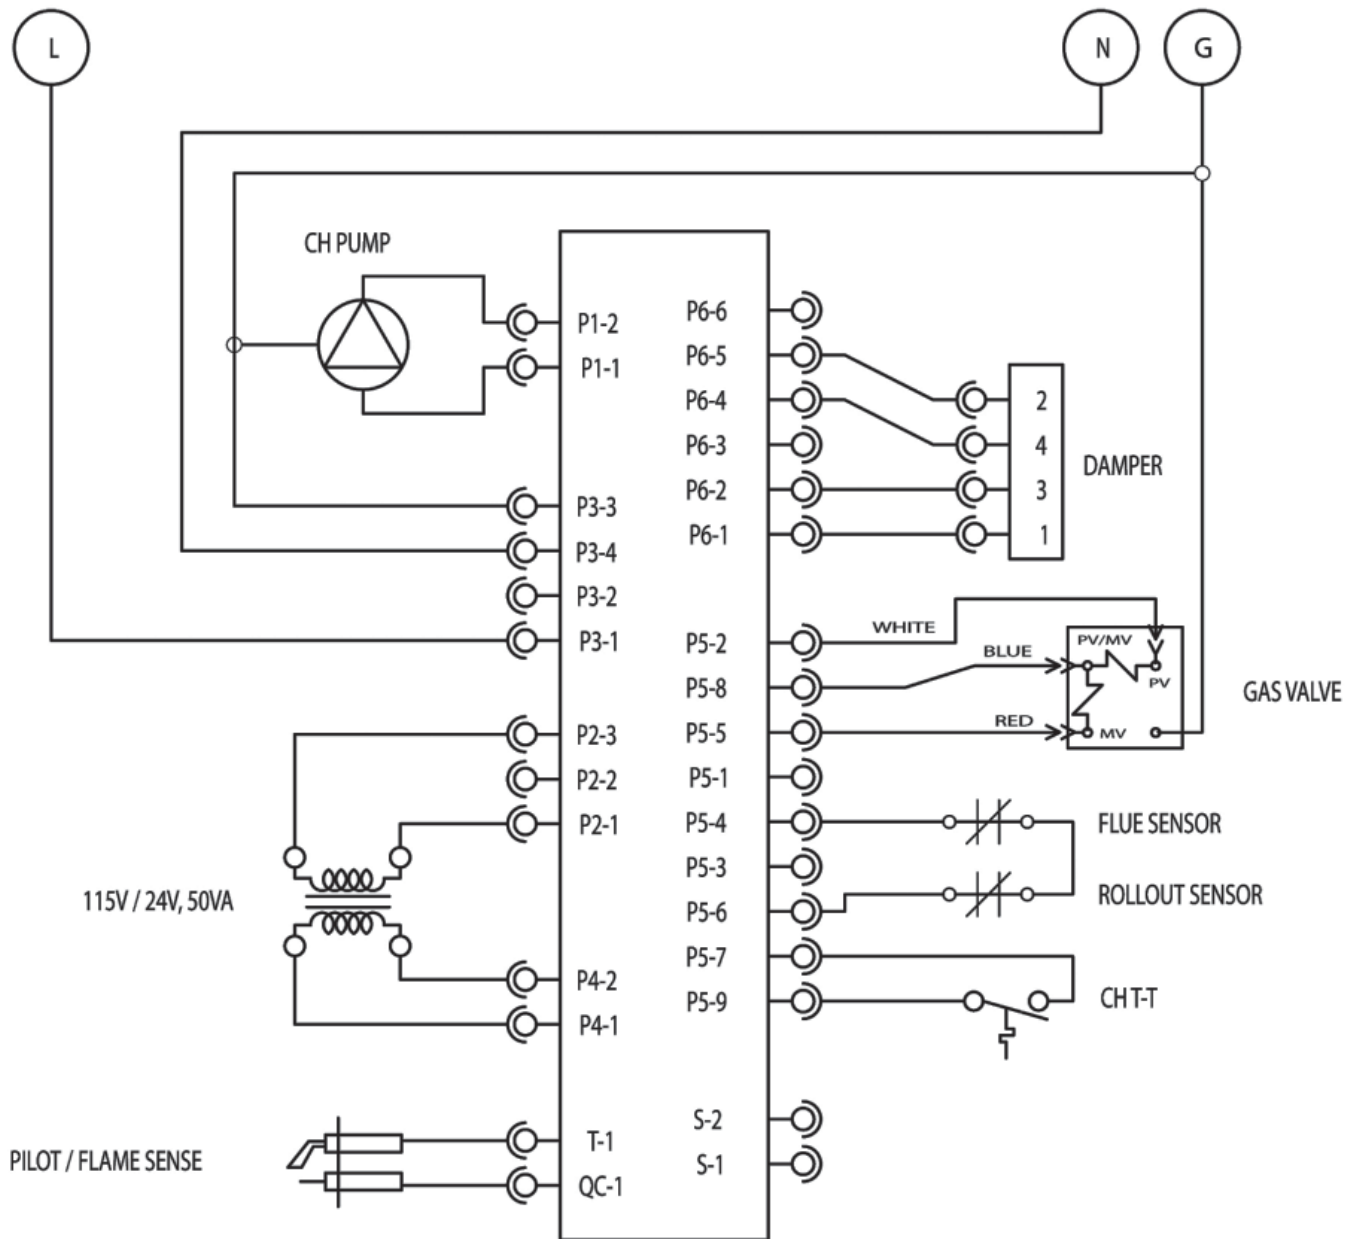 L
N
G
CH PUMP
P1-2
P1-1
P3-3
P3-4
P3-2
P3-1
P2-3
P2-2
P2-1
115V / 24V, 50VA
P4-2
P4-1
PILOT / FLAME SENSE
T-1
QC-1
P6-6
P6-5
P6-4
P6-3
P6-2
P6-1
2
4
3
1
DAMPER
P5-2
P5-8
P5-5
P5-1
P5-4
P5-3
P5-6
P5-7
P5-9
S-2
S-1
WHITE
BLUE
RED
PV/MV
PV
MV
GAS VALVE
FLUE SENSOR
ROLLOUT SENSOR
CH T-T